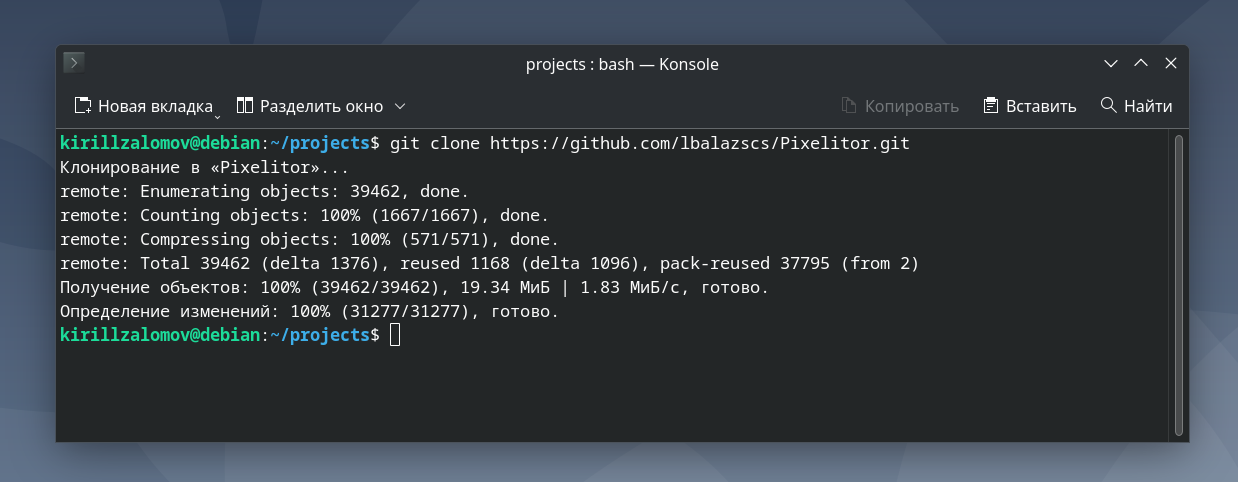 projects : bash — Konsole
Новая вкладка Разделить окно Копировать Вставить Найти
kirillzalomov@debian:~/projects$ git clone https://github.com/lbalazscs/Pixelitor.git
Клонирование в «Pixelitor»...
remote: Enumerating objects: 39462, done.
remote: Counting objects: 100% (1667/1667), done.
remote: Compressing objects: 100% (571/571), done.
remote: Total 39462 (delta 1376), reused 1168 (delta 1096), pack-reused 37795 (from 2)
Получение объектов: 100% (39462/39462), 19.34 МиБ | 1.83 МиБ/с, готово.
Определение изменений: 100% (31277/31277), готово.
kirillzalomov@debian:~/projects$